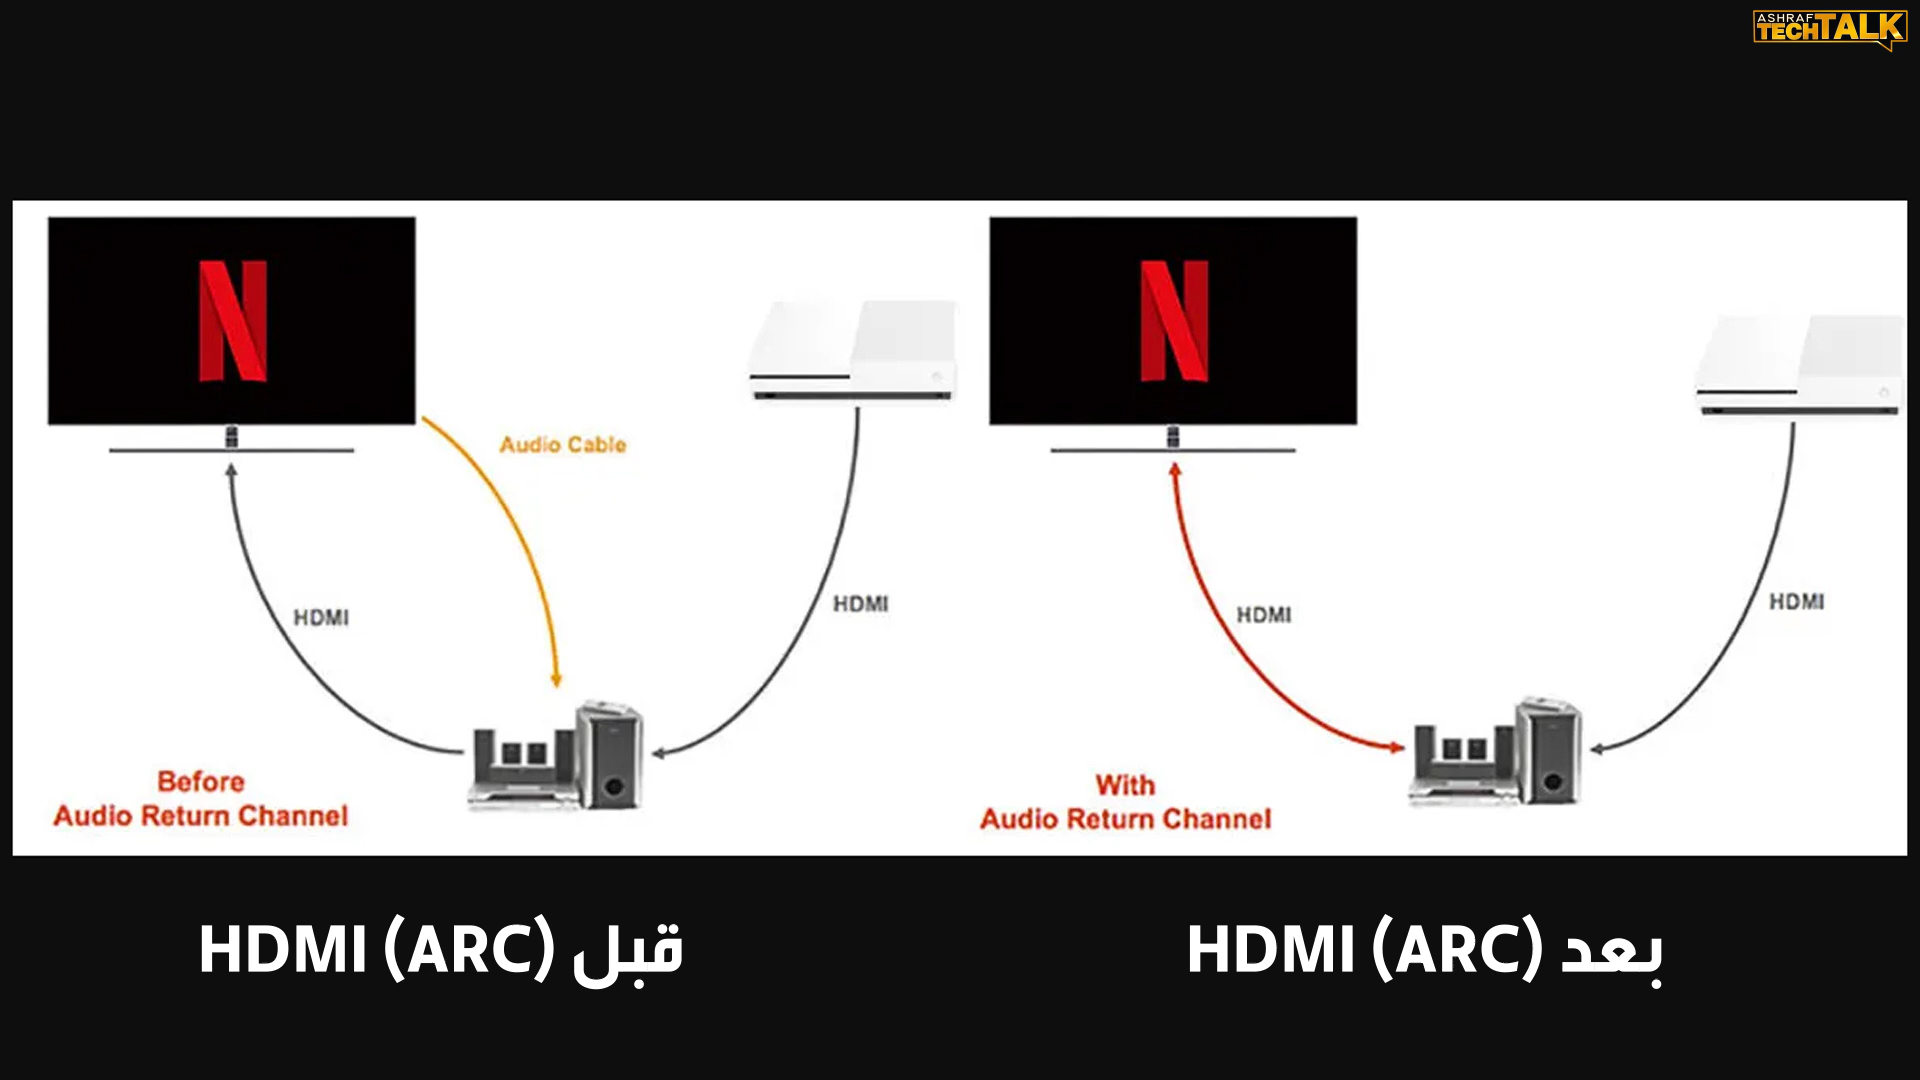 ASHRAF
TECHTALK
N
Audio Cable
HDMI
HDMI
Before
Audio Return Channel
N
HDMI
HDMI
With
Audio Return Channel
قبل HDMI (ARC)
بعد HDMI (ARC)